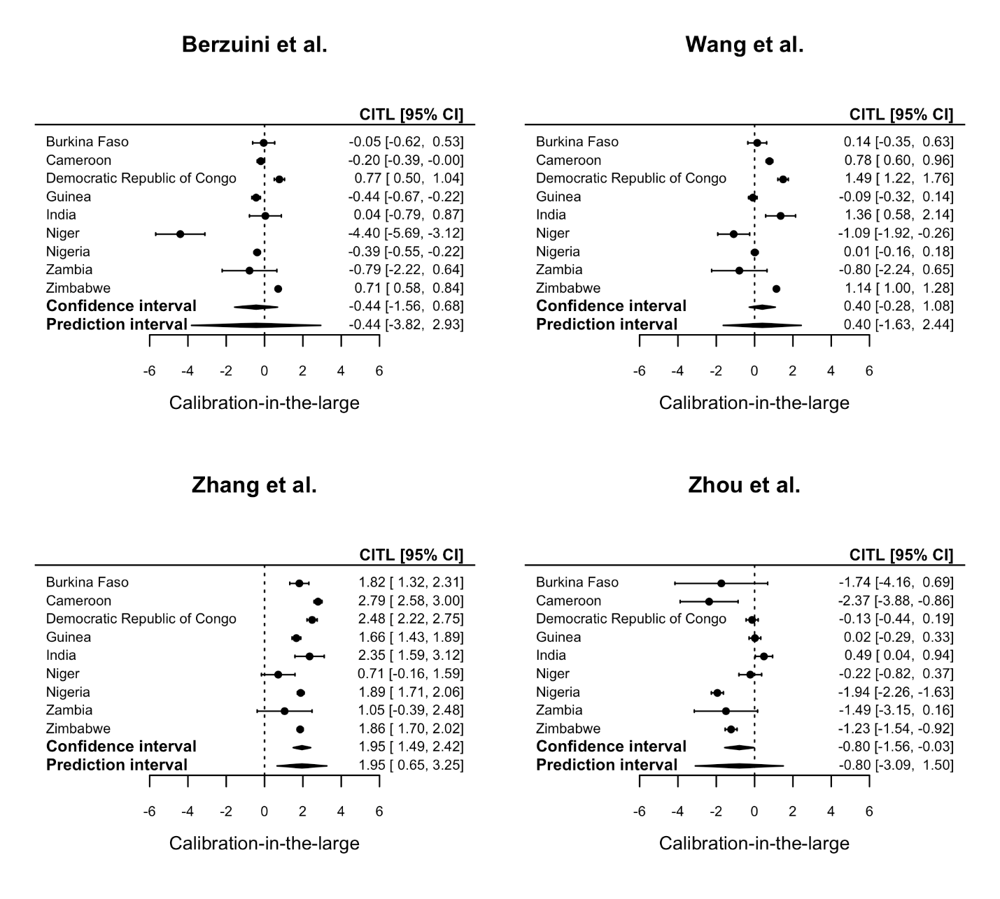 Berzuini et al.
CITL [95% CI]
Burkina Faso -0.05 [-0.62, 0.53]
Cameroon -0.20 [-0.39, -0.00]
Democratic Republic of Congo 0.77 [ 0.50, 1.04]
Guinea -0.44 [-0.67, -0.22]
India 0.04 [-0.79, 0.87]
Niger -4.40 [-5.69, -3.12]
Nigeria -0.39 [-0.55, -0.22]
Zambia -0.79 [-2.22, 0.64]
Zimbabwe 0.71 [ 0.58, 0.84]
Confidence interval -0.44 [-1.56, 0.68]
Prediction interval -0.44 [-3.82, 2.93]
-6 -4 -2 0 2 4 6
Calibration-in-the-large
Wang et al.
CITL [95% CI]
Burkina Faso 0.14 [-0.35, 0.63]
Cameroon 0.78 [ 0.60, 0.96]
Democratic Republic of Congo 1.49 [ 1.22, 1.76]
Guinea -0.09 [-0.32, 0.14]
India 1.36 [ 0.58, 2.14]
Niger -1.09 [-1.92, -0.26]
Nigeria 0.01 [-0.16, 0.18]
Zambia -0.80 [-2.24, 0.65]
Zimbabwe 1.14 [ 1.00, 1.28]
Confidence interval 0.40 [-0.28, 1.08]
Prediction interval 0.40 [-1.63, 2.44]
-6 -4 -2 0 2 4 6
Calibration-in-the-large
Zhang et al.
CITL [95% CI]
Burkina Faso 1.82 [ 1.32, 2.31]
Cameroon 2.79 [ 2.58, 3.00]
Democratic Republic of Congo 2.48 [ 2.22, 2.75]
Guinea 1.66 [ 1.43, 1.89]
India 2.35 [ 1.59, 3.12]
Niger 0.71 [-0.16, 1.59]
Nigeria 1.89 [ 1.71, 2.06]
Zambia 1.05 [-0.39, 2.48]
Zimbabwe 1.86 [ 1.70, 2.02]
Confidence interval 1.95 [ 1.49, 2.42]
Prediction interval 1.95 [ 0.65, 3.25]
-6 -4 -2 0 2 4 6
Calibration-in-the-large
Zhou et al.
CITL [95% CI]
Burkina Faso -1.74 [-4.16, 0.69]
Cameroon -2.37 [-3.88, -0.86]
Democratic Republic of Congo -0.13 [-0.44, 0.19]
Guinea 0.02 [-0.29, 0.33]
India 0.49 [ 0.04, 0.94]
Niger -0.22 [-0.82, 0.37]
Nigeria -1.94 [-2.26, -1.63]
Zambia -1.49 [-3.15, 0.16]
Zimbabwe -1.23 [-1.54, -0.92]
Confidence interval -0.80 [-1.56, -0.03]
Prediction interval -0.80 [-3.09, 1.50]
-6 -4 -2 0 2 4 6
Calibration-in-the-large